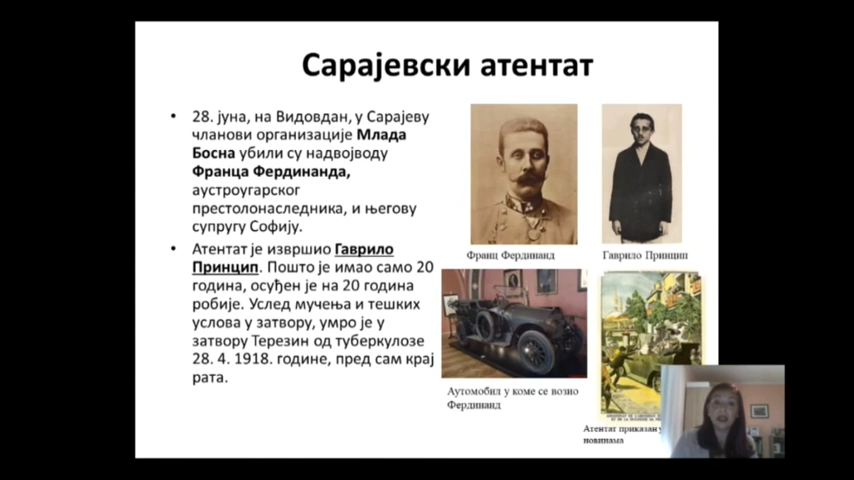 Сарајевски атентат
• 28. јуна, на Видовдан, у Сарајеву
чланови организације Млада
Босна убили су надвојводу
Франца Фердинанда,
аустроугарског
престолонаследника, и његову
супругу Софију.
• Атентат је извршио Гаврило
Принцип. Пошто је имао само 20
година, осуђен је на 20 година
робије. Услед мучења и тешких
услова у затвору, умро је у
затвору Терезин од туберкулозе
28. 4. 1918. године, пред сам крај
рата.
Франц Фердинанд
Гаврило Принцип
Аутомобил у коме се возио
Фердинанд
Атентат приказан у
новинама